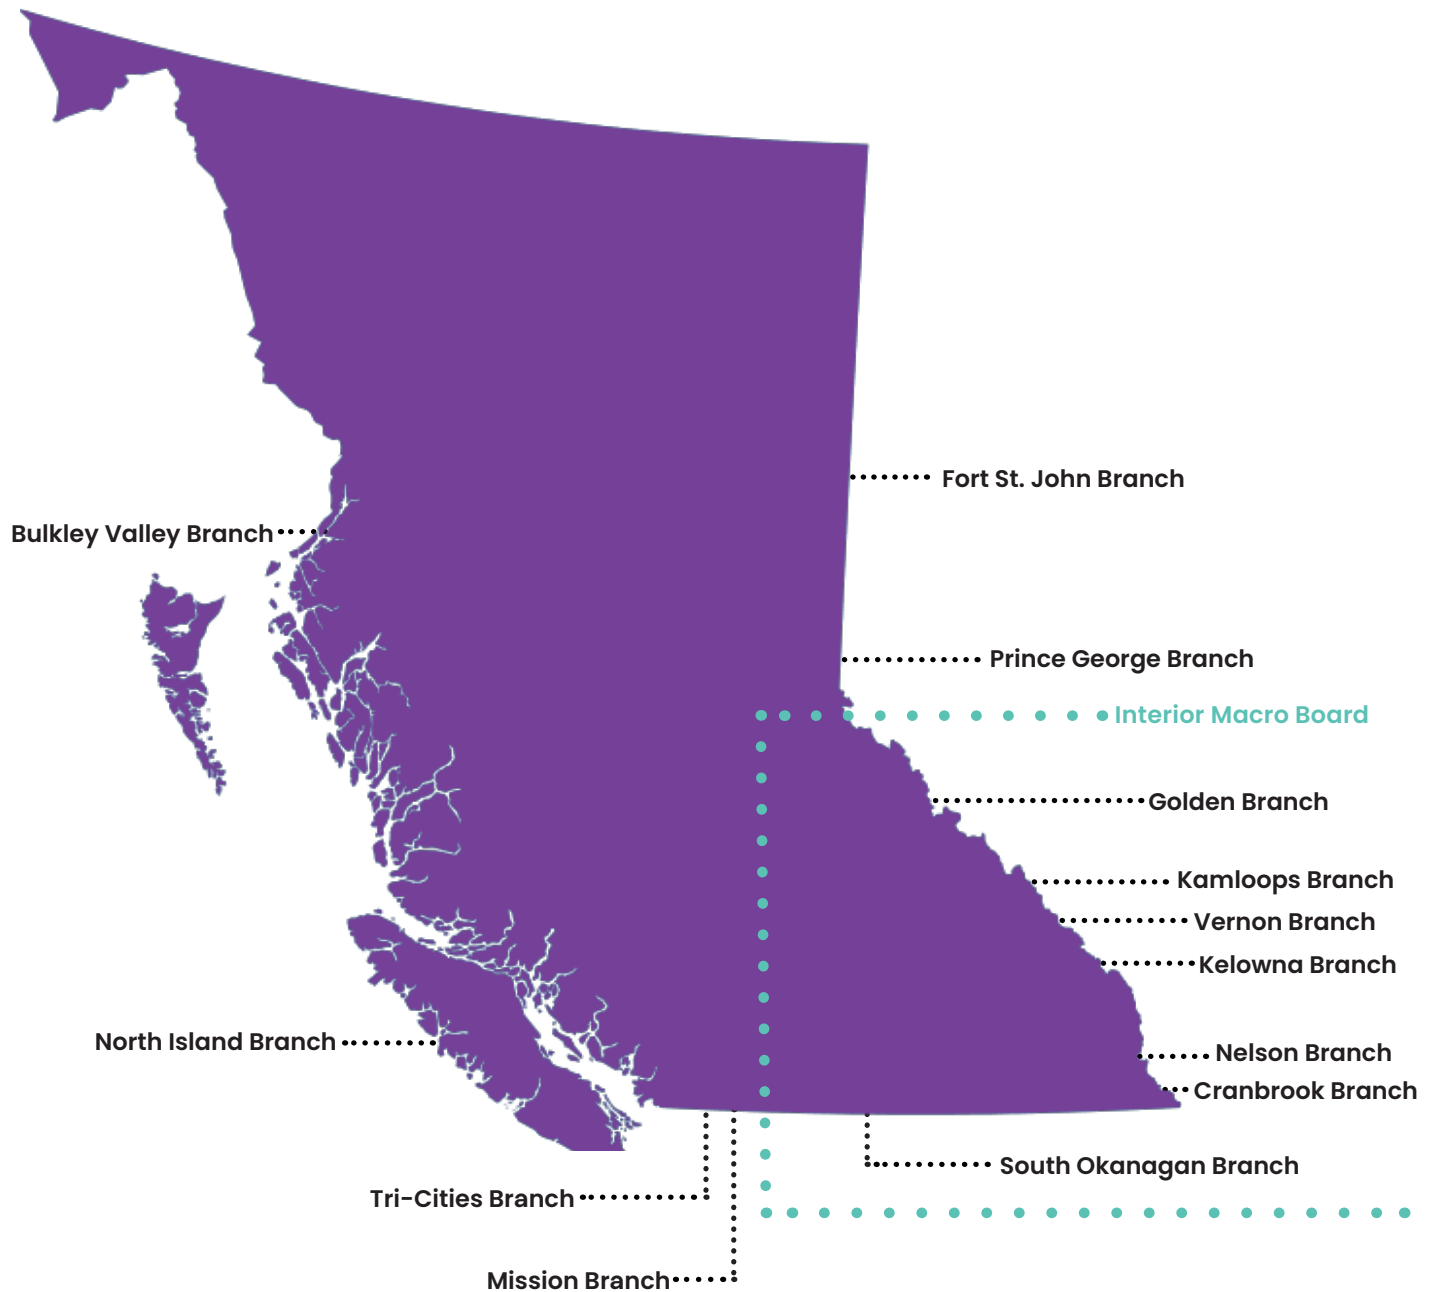 Fort St. John Branch
Bulkley Valley Branch
Prince George Branch
Interior Macro Board
Golden Branch
Kamloops Branch
Vernon Branch
Kelowna Branch
North Island Branch
Nelson Branch
Cranbrook Branch
South Okanagan Branch
Tri-Cities Branch
Mission Branch